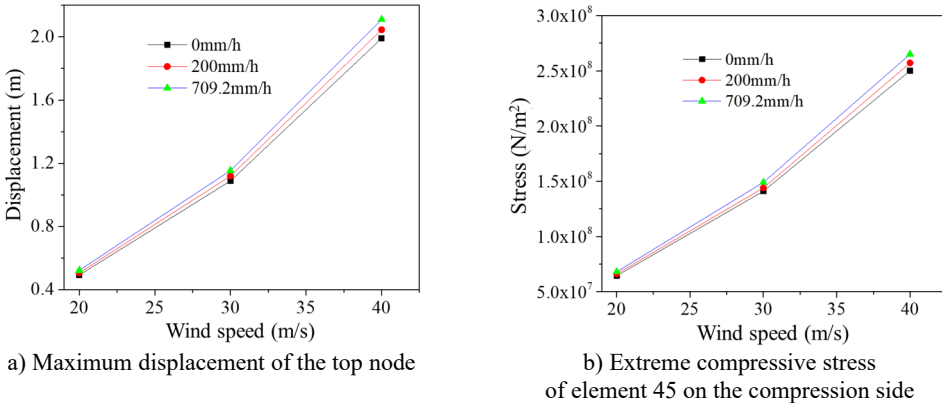 2.0
1.6
1.2
0.8
0.4
Displacement (m)
0mm/h
200mm/h
709.2mm/h
20 25 30 35 40
Wind speed (m/s)
a) Maximum displacement of the top node
3.0x10⁸
2.5x10⁸
2.0x10⁸
1.5x10⁸
1.0x10⁸
5.0x10⁷
Stress (N/m²)
0mm/h
200mm/h
709.2mm/h
20 25 30 35 40
Wind speed (m/s)
b) Extreme compressive stress
of element 45 on the compression side